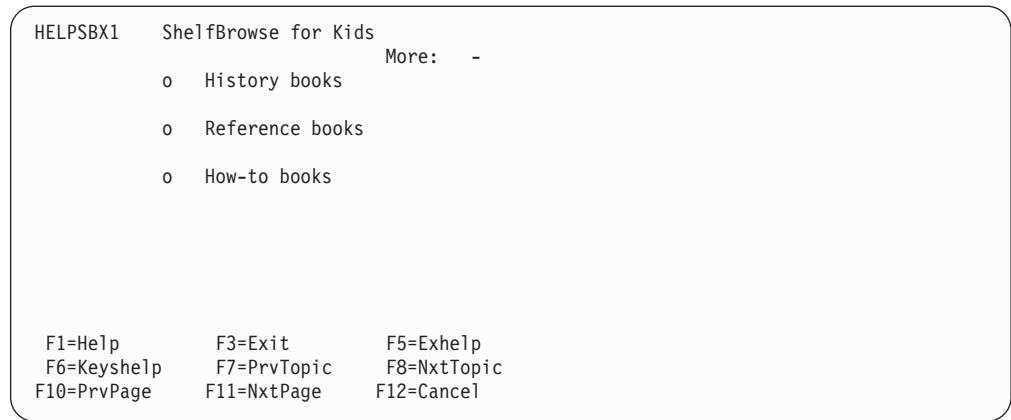 HELPSBX1 ShelfBrowse for Kids
More: -
o History books
o Reference books
o How-to books
F1=Help F3=Exit F5=Exhelp
F6=Keyshelp F7=PrvTopic F8=NxtTopic
F10=PrvPage F11=NxtPage F12=Cancel